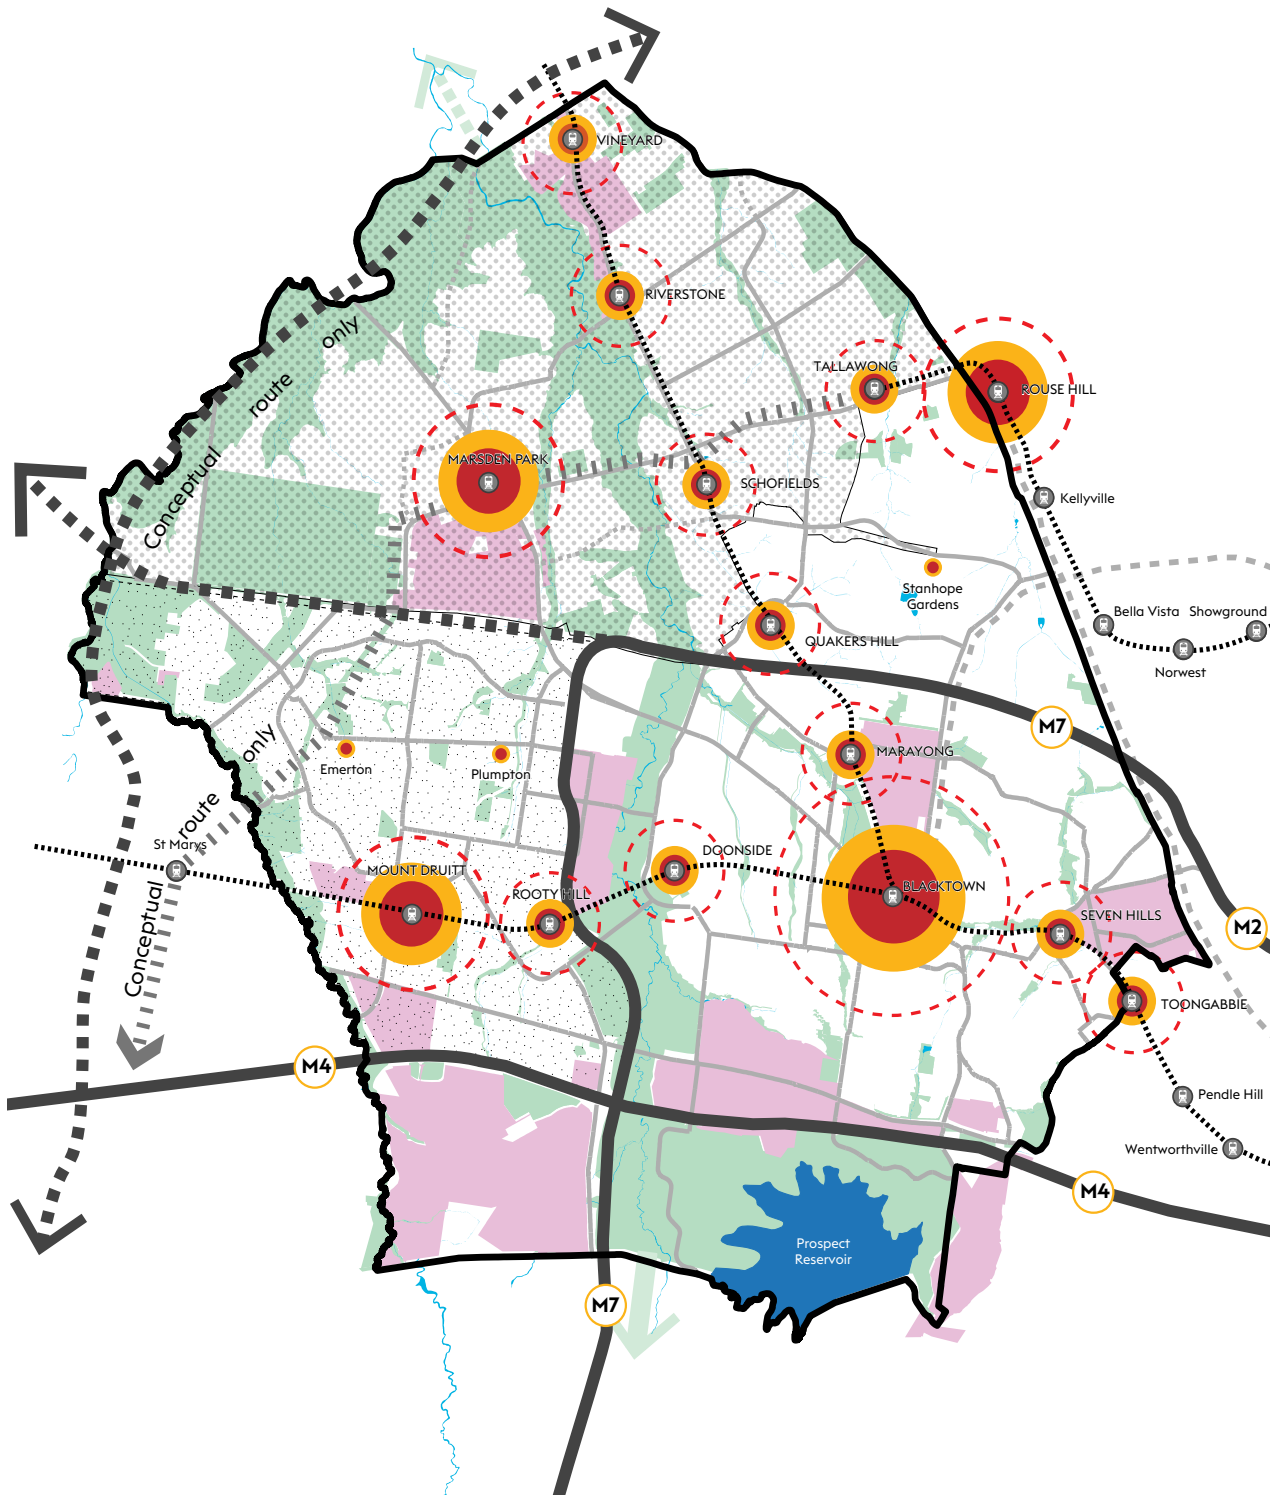 VINEYARD
RIVERSTONE
TALLAWONG
ROUSE HILL
Conceptual route only
MARSDEN PARK
SCHOFIELDS
Kellyville
Stanhope
Gardens
Bella Vista
Showground
QUAKERS HILL
Norwest
M7
MARAYONG
Emerton
Plumpton
Conceptual route only
St Marys
MOUNT DRUITT
ROOTY HILL
DOONSIDE
BLACKTOWN
SEVEN HILLS
M2
TOONGABBIE
M4
Pendle Hill
Wentworthville
M4
Prospect
Reservoir
M7